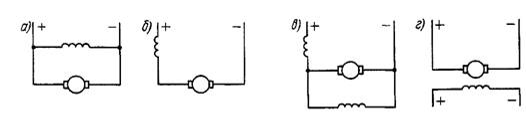 а) + − б) + − в) + − г) + −
+ −